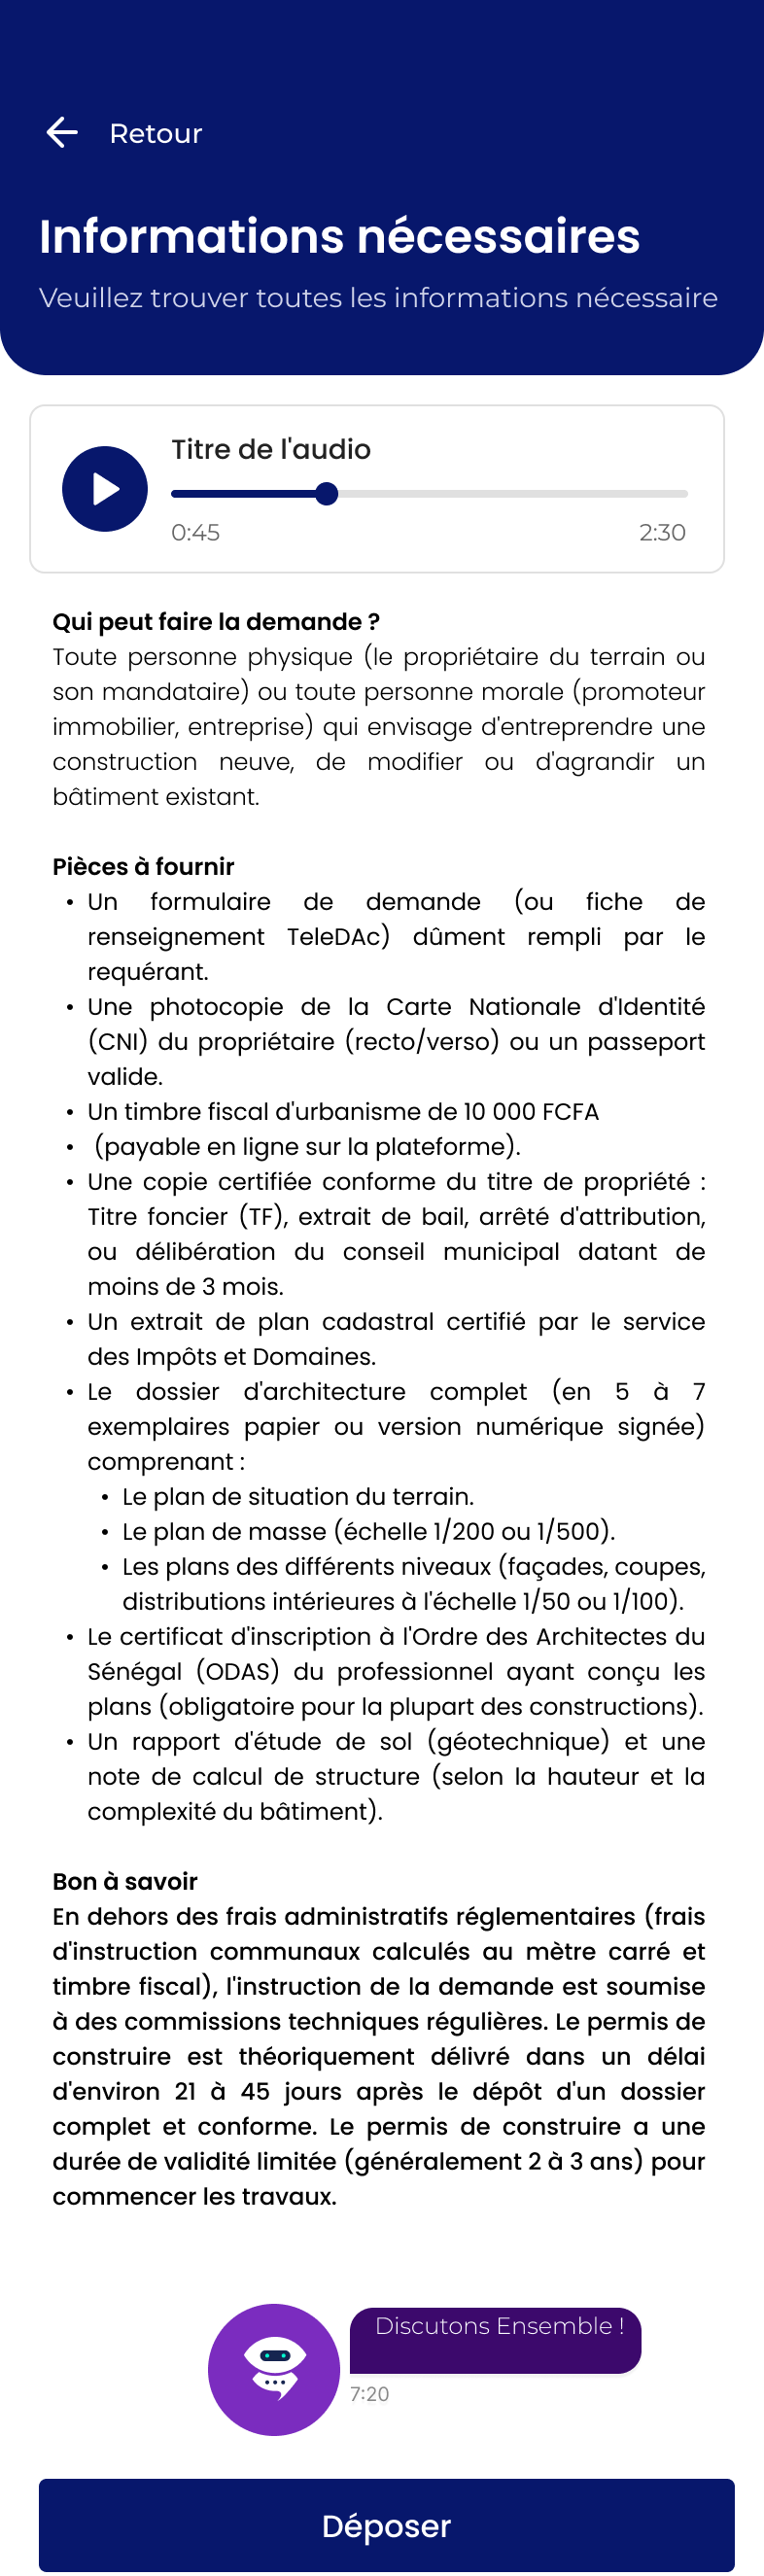 Retour
Informations nécessaires
Veuillez trouver toutes les informations nécessaire
Titre de l'audio
0:45
2:30
Qui peut faire la demande ?
Toute personne physique (le propriétaire du terrain ou
son mandataire) ou toute personne morale (promoteur
immobilier, entreprise) qui envisage d'entreprendre une
construction neuve, de modifier ou d'agrandir un
bâtiment existant.
Pièces à fournir
• Un formulaire de demande (ou fiche de
renseignement TeleDAc) dûment rempli par le
requérant.
• Une photocopie de la Carte Nationale d'Identité
(CNI) du propriétaire (recto/verso) ou un passeport
valide.
• Un timbre fiscal d'urbanisme de 10 000 FCFA
• (payable en ligne sur la plateforme).
• Une copie certifiée conforme du titre de propriété :
Titre foncier (TF), extrait de bail, arrêté d'attribution,
ou délibération du conseil municipal datant de
moins de 3 mois.
• Un extrait de plan cadastral certifié par le service
des Impôts et Domaines.
• Le dossier d'architecture complet (en 5 à 7
exemplaires papier ou version numérique signée)
comprenant :
• Le plan de situation du terrain.
• Le plan de masse (échelle 1/200 ou 1/500).
• Les plans des différents niveaux (façades, coupes,
distributions intérieures à l'échelle 1/50 ou 1/100).
• Le certificat d'inscription à l'Ordre des Architectes du
Sénégal (ODAS) du professionnel ayant conçu les
plans (obligatoire pour la plupart des constructions).
• Un rapport d'étude de sol (géotechnique) et une
note de calcul de structure (selon la hauteur et la
complexité du bâtiment).
Bon à savoir
En dehors des frais administratifs réglementaires (frais
d'instruction communaux calculés au mètre carré et
timbre fiscal), l'instruction de la demande est soumise
à des commissions techniques régulières. Le permis de
construire est théoriquement délivré dans un délai
d'environ 21 à 45 jours après le dépôt d'un dossier
complet et conforme. Le permis de construire a une
durée de validité limitée (généralement 2 à 3 ans) pour
commencer les travaux.
Discutons Ensemble !
7:20
Déposer